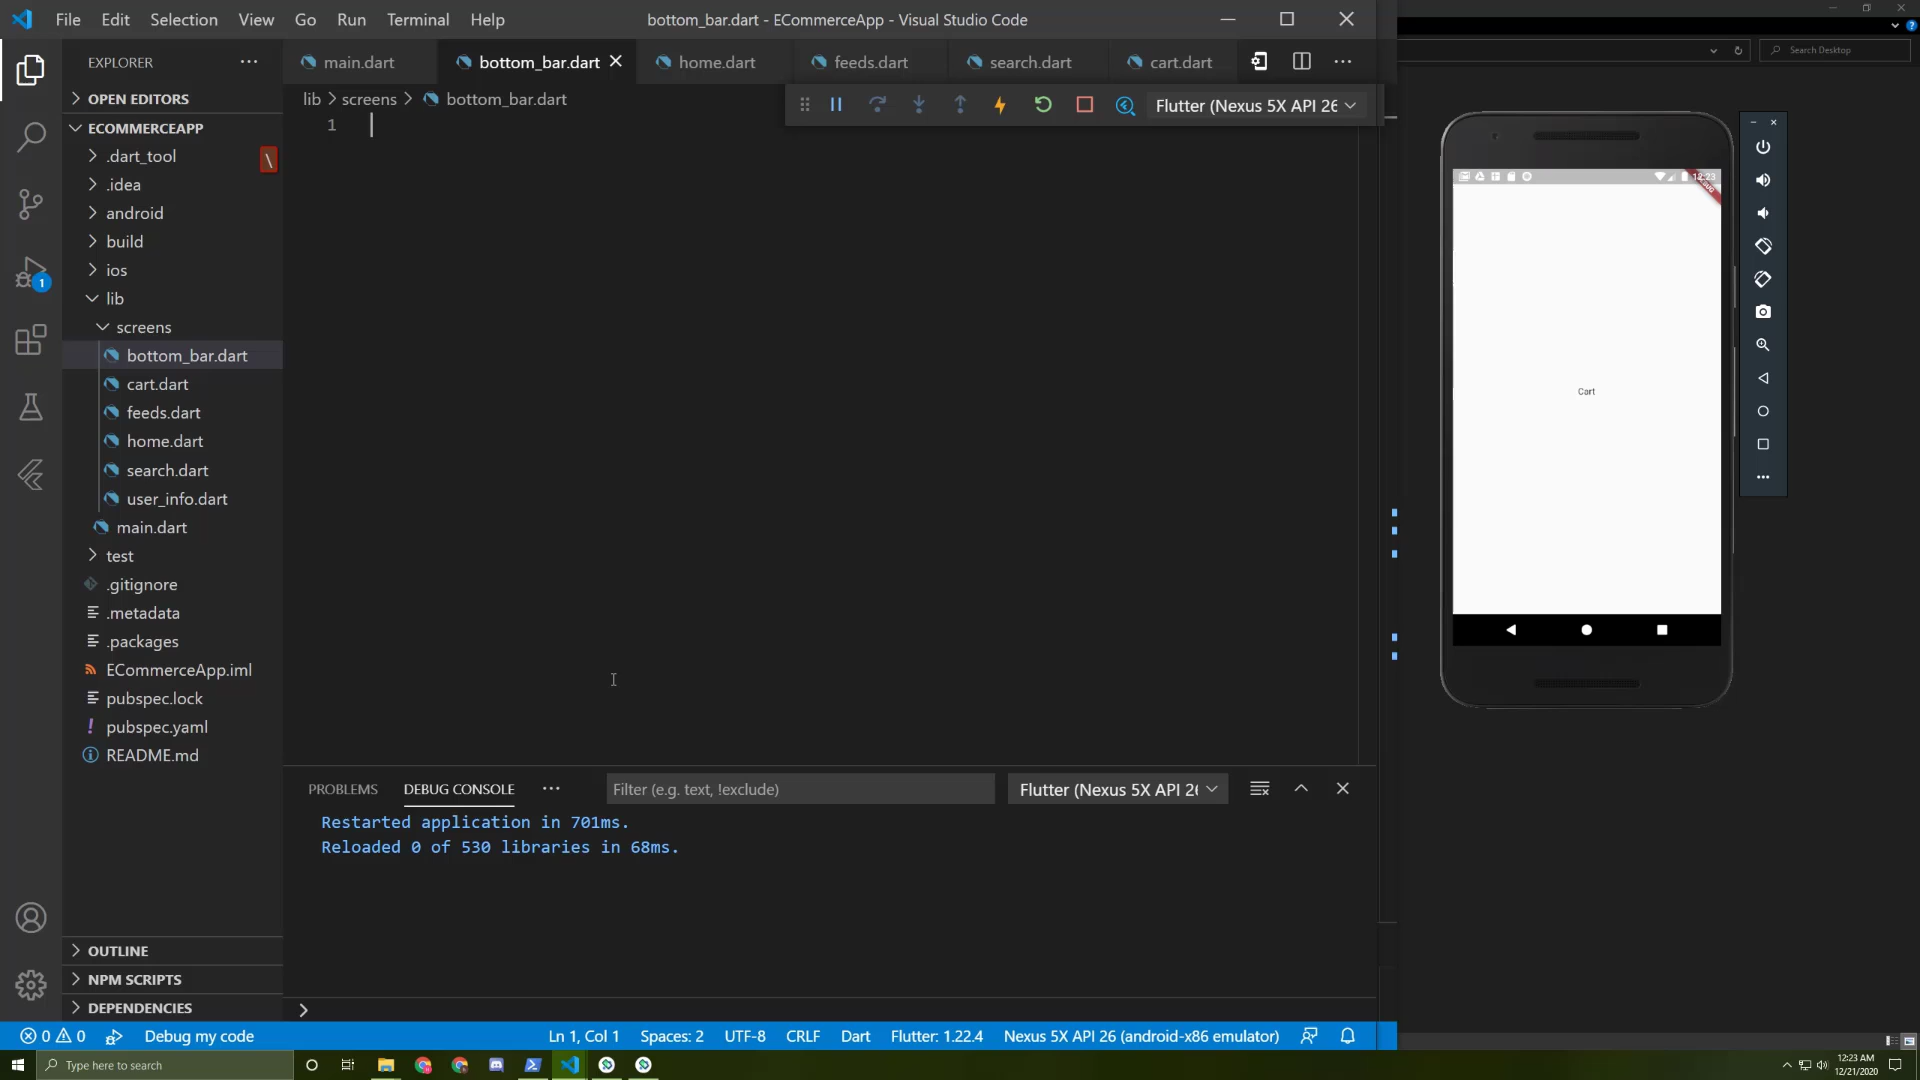 File Edit Selection View Go Run Terminal Help
bottom_bar.dart - ECommerceApp - Visual Studio Code
Search Desktop
EXPLORER
main.dart
bottom_bar.dart
home.dart
feeds.dart
search.dart
cart.dart
OPEN EDITORS
lib > screens > bottom_bar.dart
Flutter (Nexus 5X API 26
1
ECOMMERCEAPP
.dart_tool
\
.idea
android
build
ios
lib
screens
bottom_bar.dart
cart.dart
feeds.dart
home.dart
search.dart
user_info.dart
main.dart
test
.gitignore
.metadata
.packages
ECommerceApp.iml
pubspec.lock
pubspec.yaml
README.md
12:23
Cart
1
PROBLEMS
DEBUG CONSOLE
Filter (e.g. text, !exclude)
Flutter (Nexus 5X API 26
Restarted application in 701ms.
Reloaded 0 of 530 libraries in 68ms.
OUTLINE
NPM SCRIPTS
DEPENDENCIES
0 0 Debug my code
Ln 1, Col 1 Spaces: 2 UTF-8 CRLF Dart Flutter: 1.22.4 Nexus 5X API 26 (android-x86 emulator)
Type here to search
12:23 AM
12/21/2020